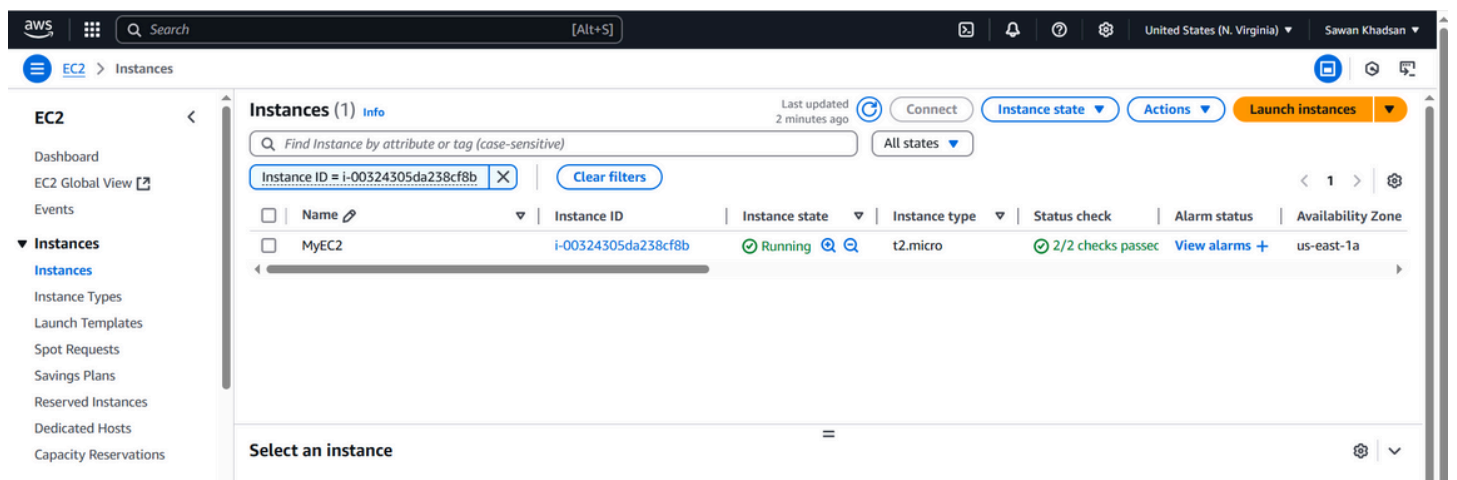 aws Search [Alt+S] United States (N. Virginia) Sawan Khadsan
EC2 > Instances
EC2
Dashboard
EC2 Global View
Events
Instances
Instances
Instance Types
Launch Templates
Spot Requests
Savings Plans
Reserved Instances
Dedicated Hosts
Capacity Reservations
Instances (1) Info
Last updated
2 minutes ago
Connect Instance state Actions Launch instances
Find Instance by attribute or tag (case-sensitive) All states
Instance ID = i-00324305da238cf8b Clear filters
1
Name Instance ID Instance state Instance type Status check Alarm status Availability Zone
MyEC2 i-00324305da238cf8b Running t2.micro 2/2 checks passec View alarms + us-east-1a
Select an instance